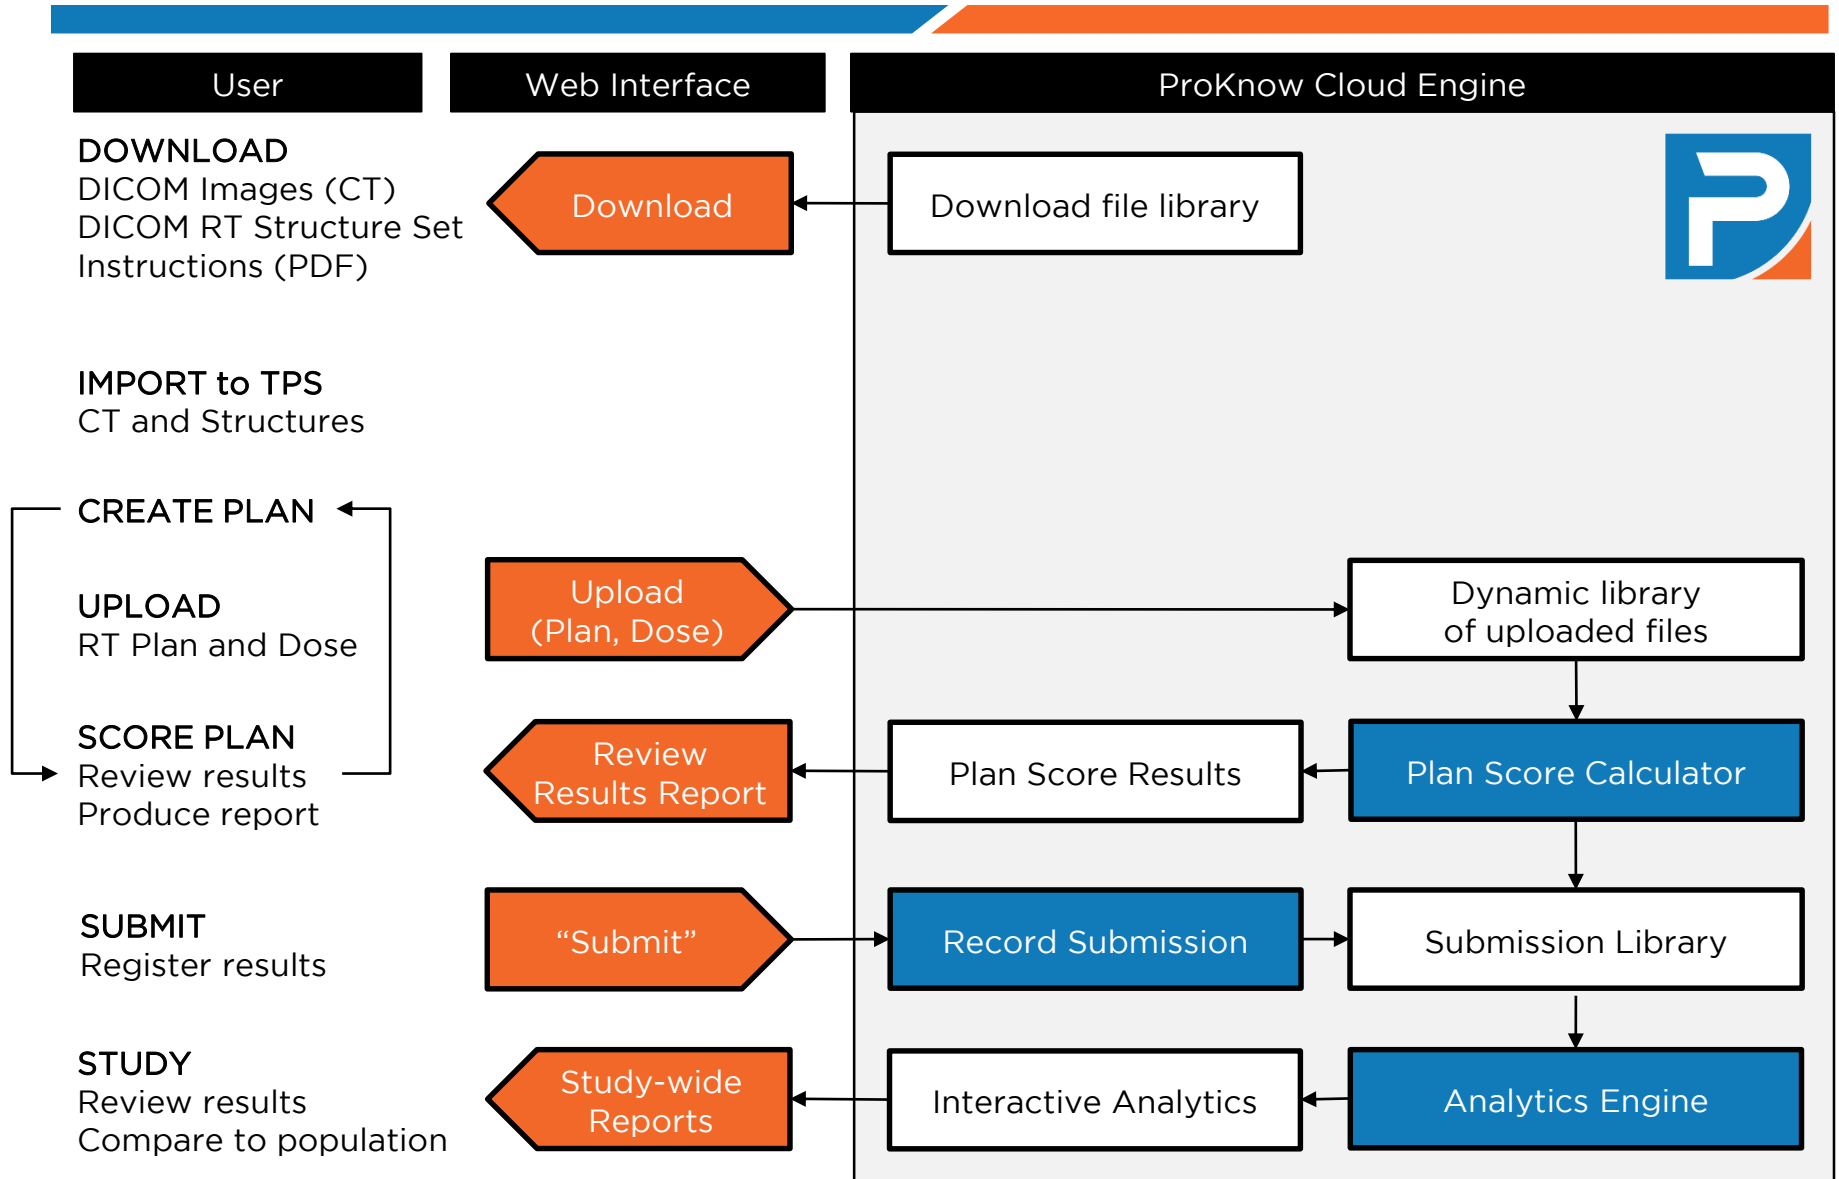 User
Web Interface
ProKnow Cloud Engine
DOWNLOAD
DICOM Images (CT)
DICOM RT Structure Set
Instructions (PDF)
Download
Download file library
P
IMPORT to TPS
CT and Structures
CREATE PLAN
UPLOAD
RT Plan and Dose
Upload
(Plan, Dose)
Dynamic library
of uploaded files
SCORE PLAN
Review results
Produce report
Review
Results Report
Plan Score Results
Plan Score Calculator
SUBMIT
Register results
“Submit”
Record Submission
Submission Library
STUDY
Review results
Compare to population
Study-wide
Reports
Interactive Analytics
Analytics Engine